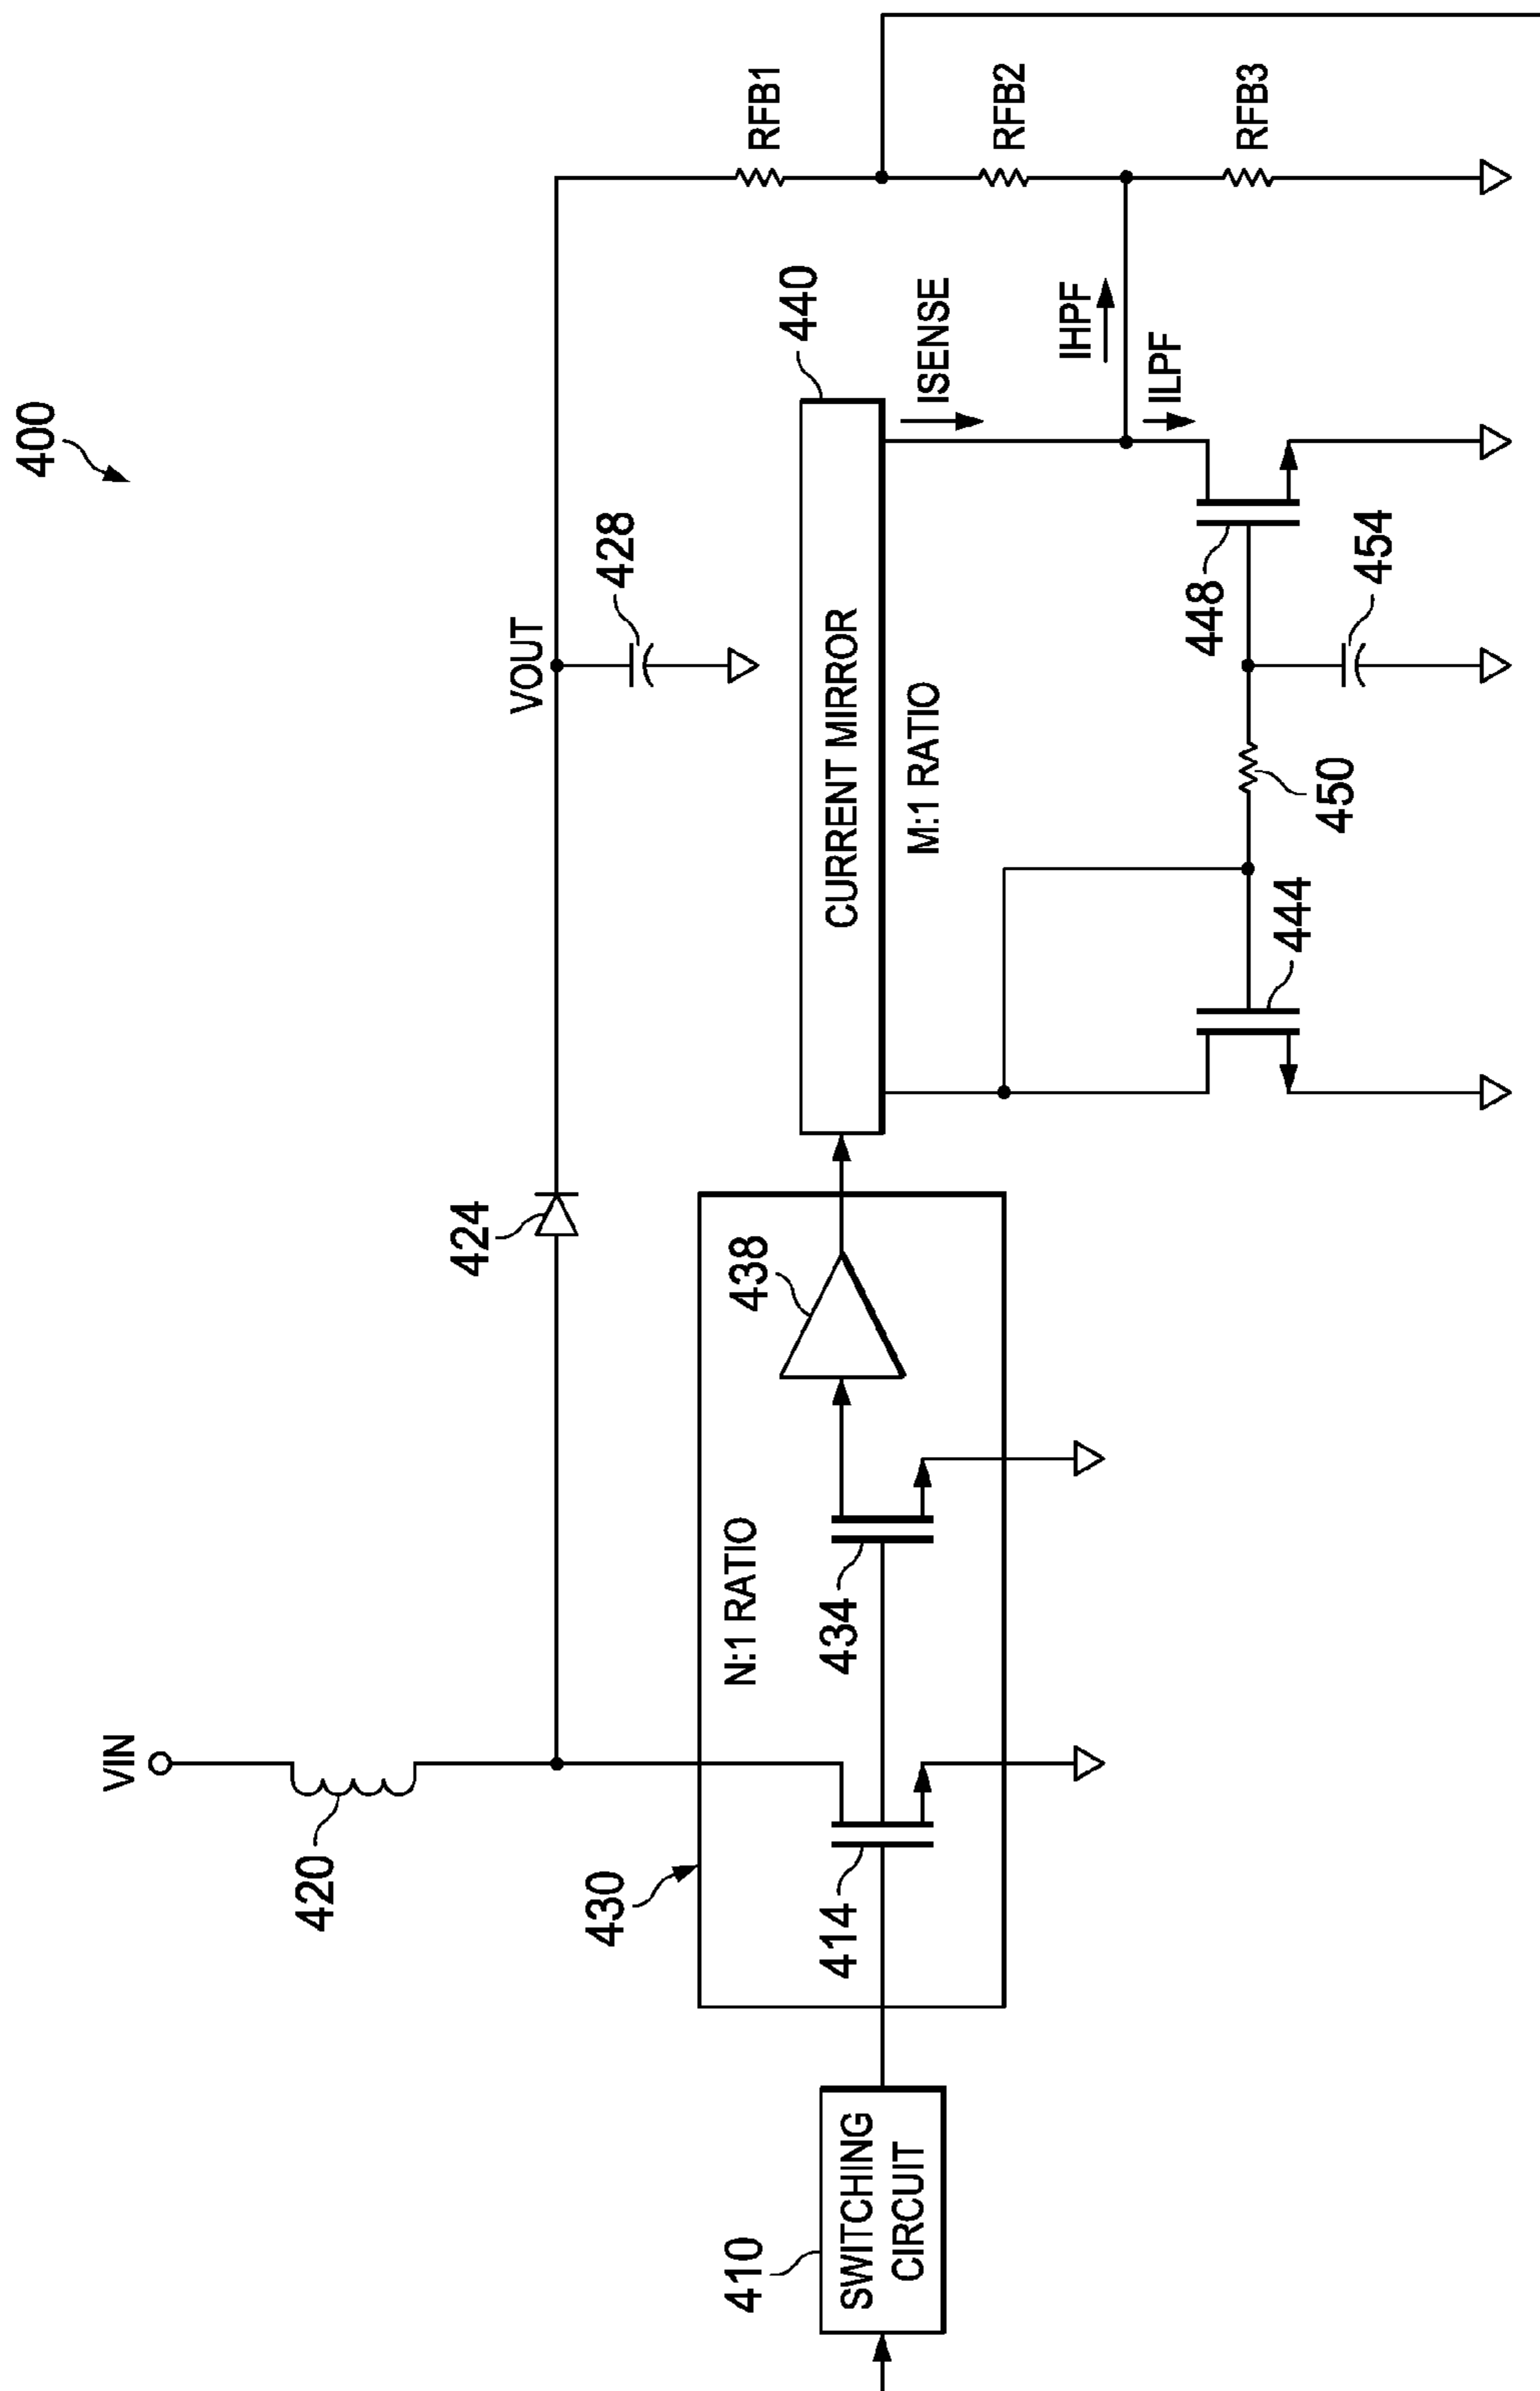 400
VIN
420
424
VOUT
428
RFB1
RFB2
RFB3
430
N:1 RATIO
414
434
438
440
CURRENT MIRROR
M:1 RATIO
ISENSE
IHPF
ILPF
410
SWITCHING
CIRCUIT
444
450
448
454